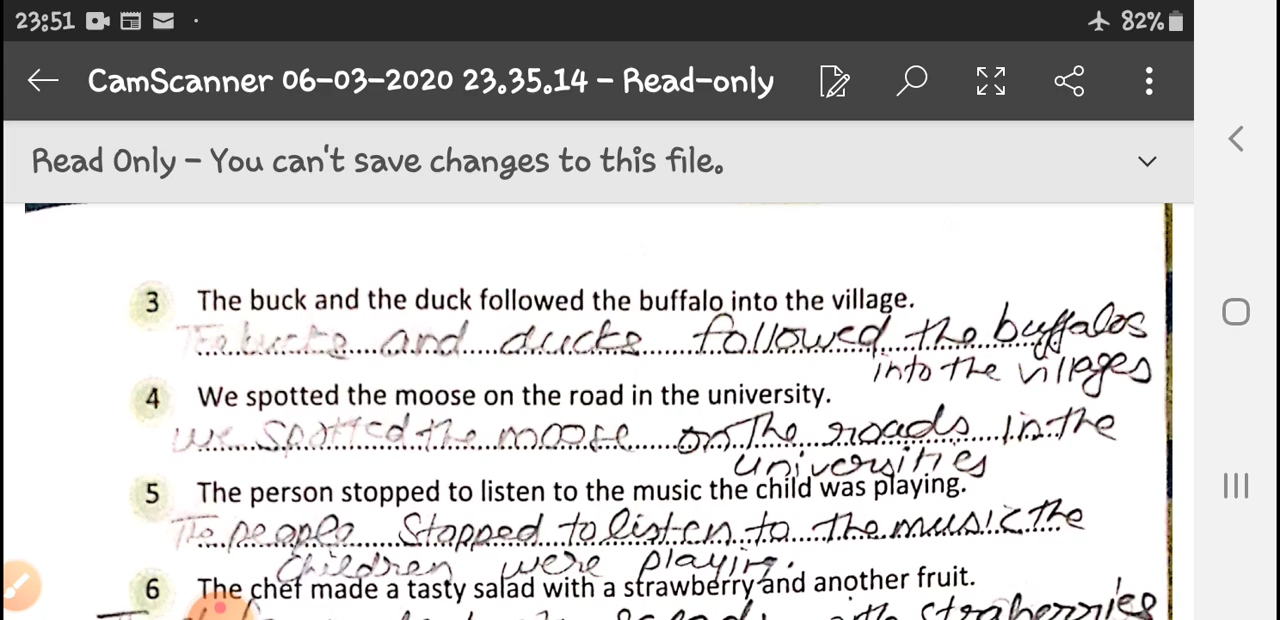 23:51
82%
CamScanner 06-03-2020 23.35.14 - Read-only
Read Only - You can't save changes to this file.
3 The buck and the duck followed the buffalo into the village.
The bucks and ducks followed the buffalos
into the villages
4 We spotted the moose on the road in the university.
we spotted the moose on the roads in the
universities
5 The person stopped to listen to the music the child was playing.
The stopped to listen to the music the
children were playing.
6 The chef made a tasty salad with a strawberry and another fruit.
straberries